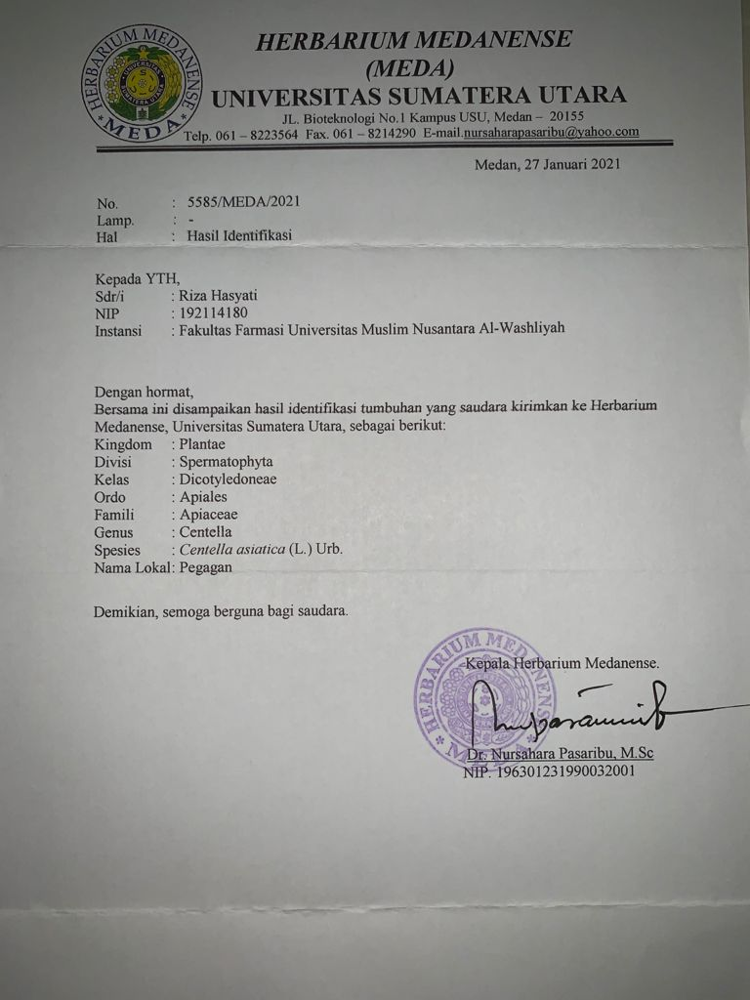 HERBARIUM MEDANENSE
MEDA
HERBARIUM MEDANENSE
(MEDA)
UNIVERSITAS SUMATERA UTARA
JL. Bioteknologi No.1 Kampus USU, Medan – 20155
Telp. 061 – 8223564 Fax. 061 – 8214290 E-mail.nursaharapasaribu@yahoo.com
Medan, 27 Januari 2021
No. : 5585/MEDA/2021
Lamp. : -
Hal : Hasil Identifikasi
Kepada YTH,
Sdr/i : Riza Hasyati
NIP : 192114180
Instansi : Fakultas Farmasi Universitas Muslim Nusantara Al-Washliyah
Dengan hormat,
Bersama ini disampaikan hasil identifikasi tumbuhan yang saudara kirimkan ke Herbarium
Medanense, Universitas Sumatera Utara, sebagai berikut:
Kingdom : Plantae
Divisi : Spermatophyta
Kelas : Dicotyledoneae
Ordo : Apiales
Famili : Apiaceae
Genus : Centella
Spesies : Centella asiatica (L.) Urb.
Nama Lokal: Pegagan
Demikian, semoga berguna bagi saudara.
HERBARIUM MEDANENSE
MEDA
Kepala Herbarium Medanense.
Dr. Nursahara Pasaribu, M.Sc
NIP. 196301231990032001